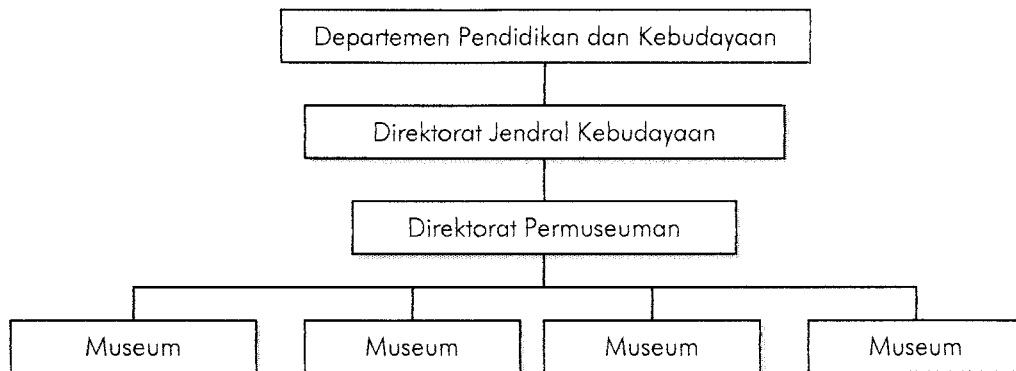 Departemen Pendidikan dan Kebudayaan
Direktorat Jendral Kebudayaan
Direktorat Permuseuman
Museum
Museum
Museum
Museum